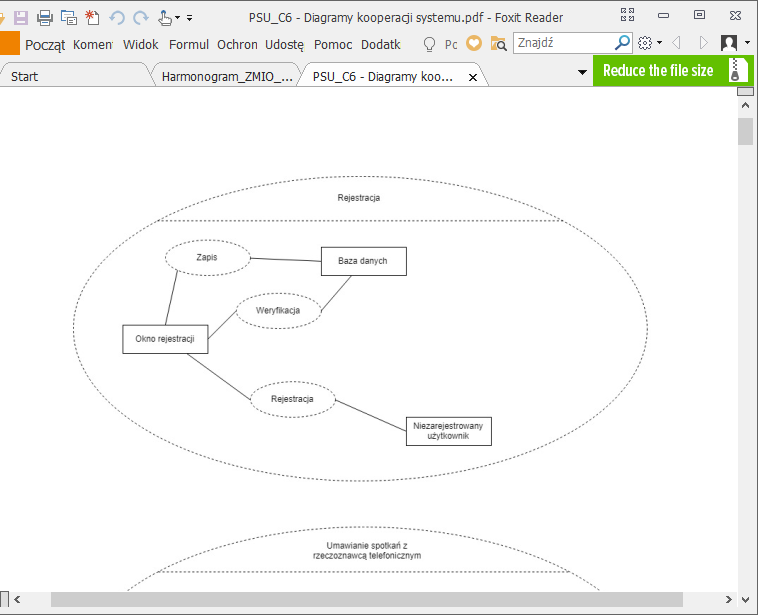 PSU_C6 - Diagramy kooperacji systemu.pdf - Foxit Reader
Począt Komen Widok Formul Ochron Udostę Pomoc Dodatk Pc Znajdź
Start Harmonogram_ZMIO_... PSU_C6 - Diagramy koo... Reduce the file size
Rejestracja
Zapis
Baza danych
Weryfikacja
Okno rejestracji
Rejestracja
Niezarejestrowany
użytkownik
Umawianie spotkań z
rzeczoznawcą telefonicznym